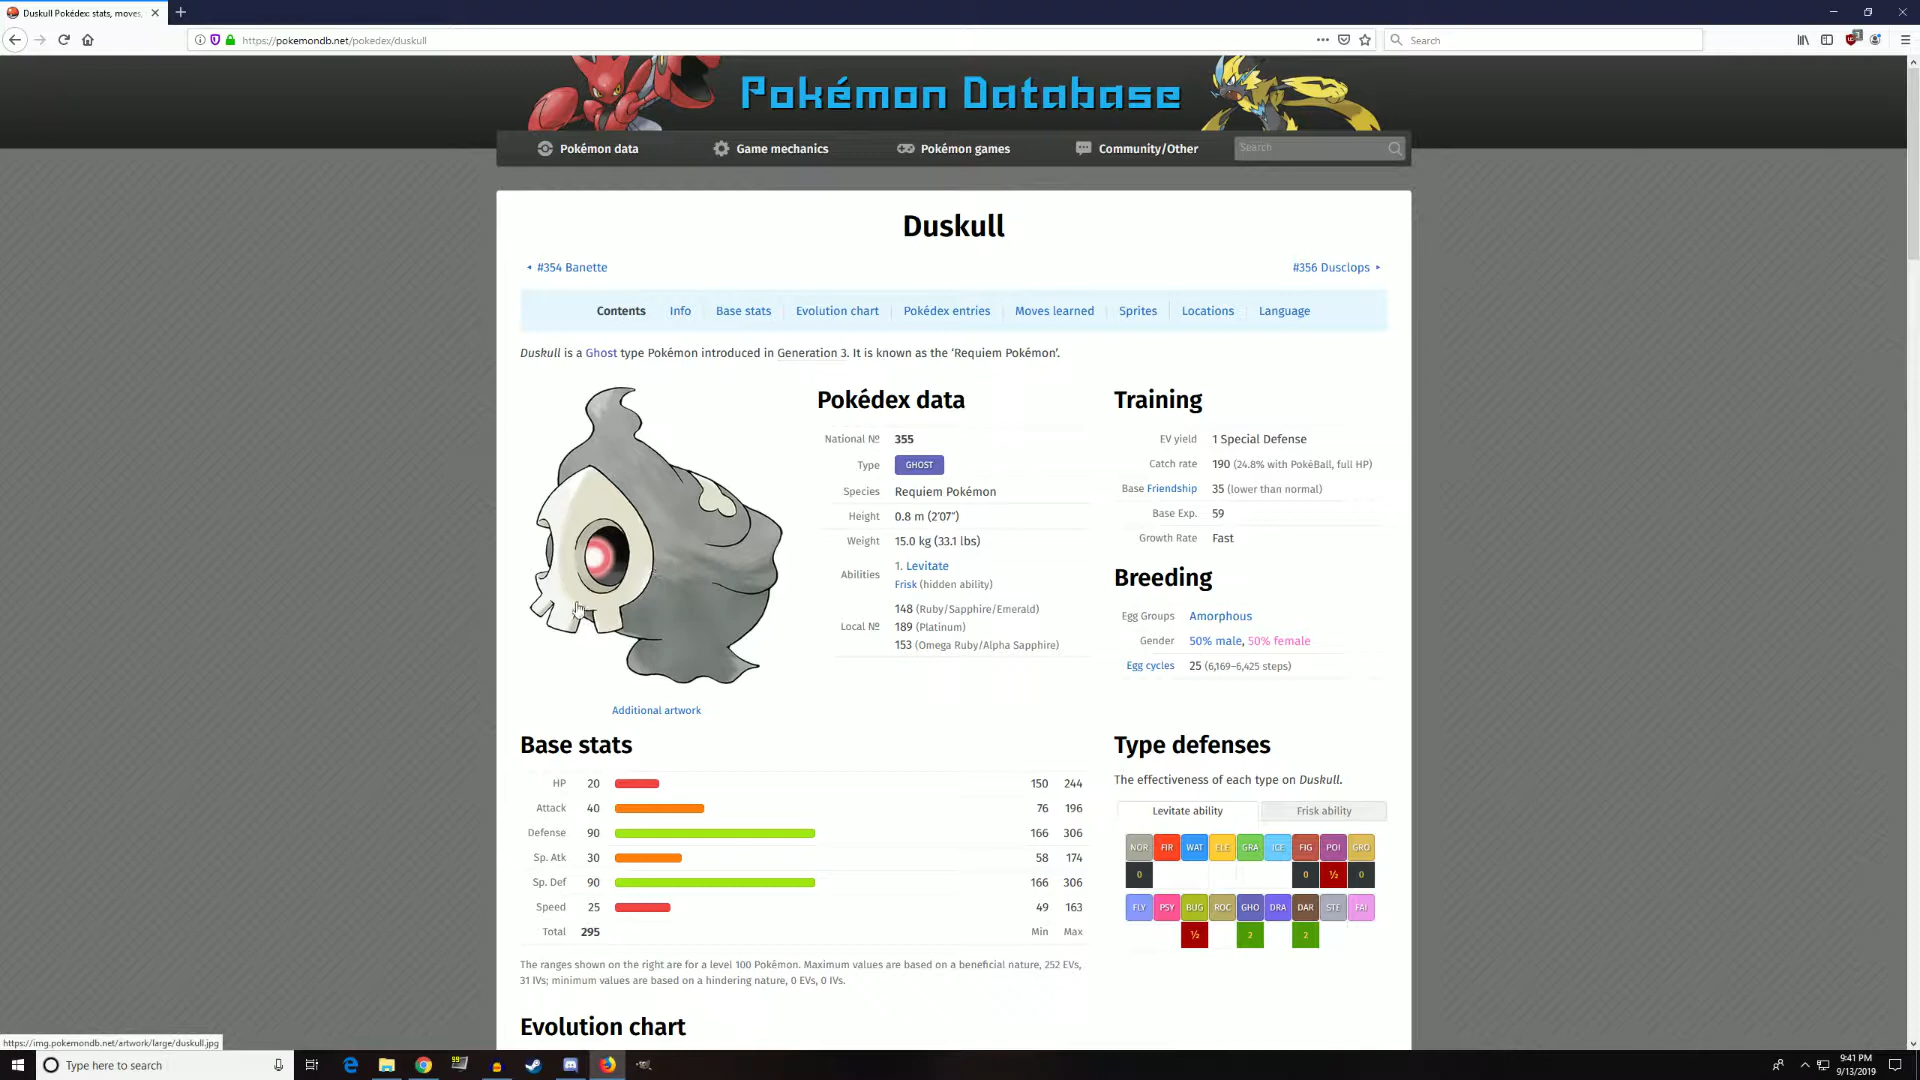 Duskull Pokédex: stats, moves,
https://pokemondb.net/pokedex/duskull
Search
Pokémon Database
Pokémon data
Game mechanics
Pokémon games
Community/Other
Search
Duskull
#354 Banette
#356 Dusclops
Contents Info Base stats Evolution chart Pokédex entries Moves learned Sprites Locations Language
Duskull is a Ghost type Pokémon introduced in Generation 3. It is known as the ‘Requiem Pokémon’.
Additional artwork
Pokédex data
National № 355
Type GHOST
Species Requiem Pokémon
Height 0.8 m (2′07″)
Weight 15.0 kg (33.1 lbs)
Abilities 1. Levitate
Frisk (hidden ability)
Local № 148 (Ruby/Sapphire/Emerald)
189 (Platinum)
153 (Omega Ruby/Alpha Sapphire)
Training
EV yield 1 Special Defense
Catch rate 190 (24.8% with PokéBall, full HP)
Base Friendship 35 (lower than normal)
Base Exp. 59
Growth Rate Fast
Breeding
Egg Groups Amorphous
Gender 50% male, 50% female
Egg cycles 25 (6,169–6,425 steps)
Base stats
HP 20 150 244
Attack 40 76 196
Defense 90 166 306
Sp. Atk 30 58 174
Sp. Def 90 166 306
Speed 25 49 163
Total 295 Min Max
The ranges shown on the right are for a level 100 Pokémon. Maximum values are based on a beneficial nature, 252 EVs,
31 IVs; minimum values are based on a hindering nature, 0 EVs, 0 IVs.
Type defenses
The effectiveness of each type on Duskull.
Levitate ability Frisk ability
NOR FIR WAT ELE GRA ICE FIG POI GRO
0 0 ½ 0
FLY PSY BUG ROC GHO DRA DAR STE FAI
½ 2 2
Evolution chart
https://img.pokemondb.net/artwork/large/duskull.jpg
Type here to search
9:41 PM
9/13/2019